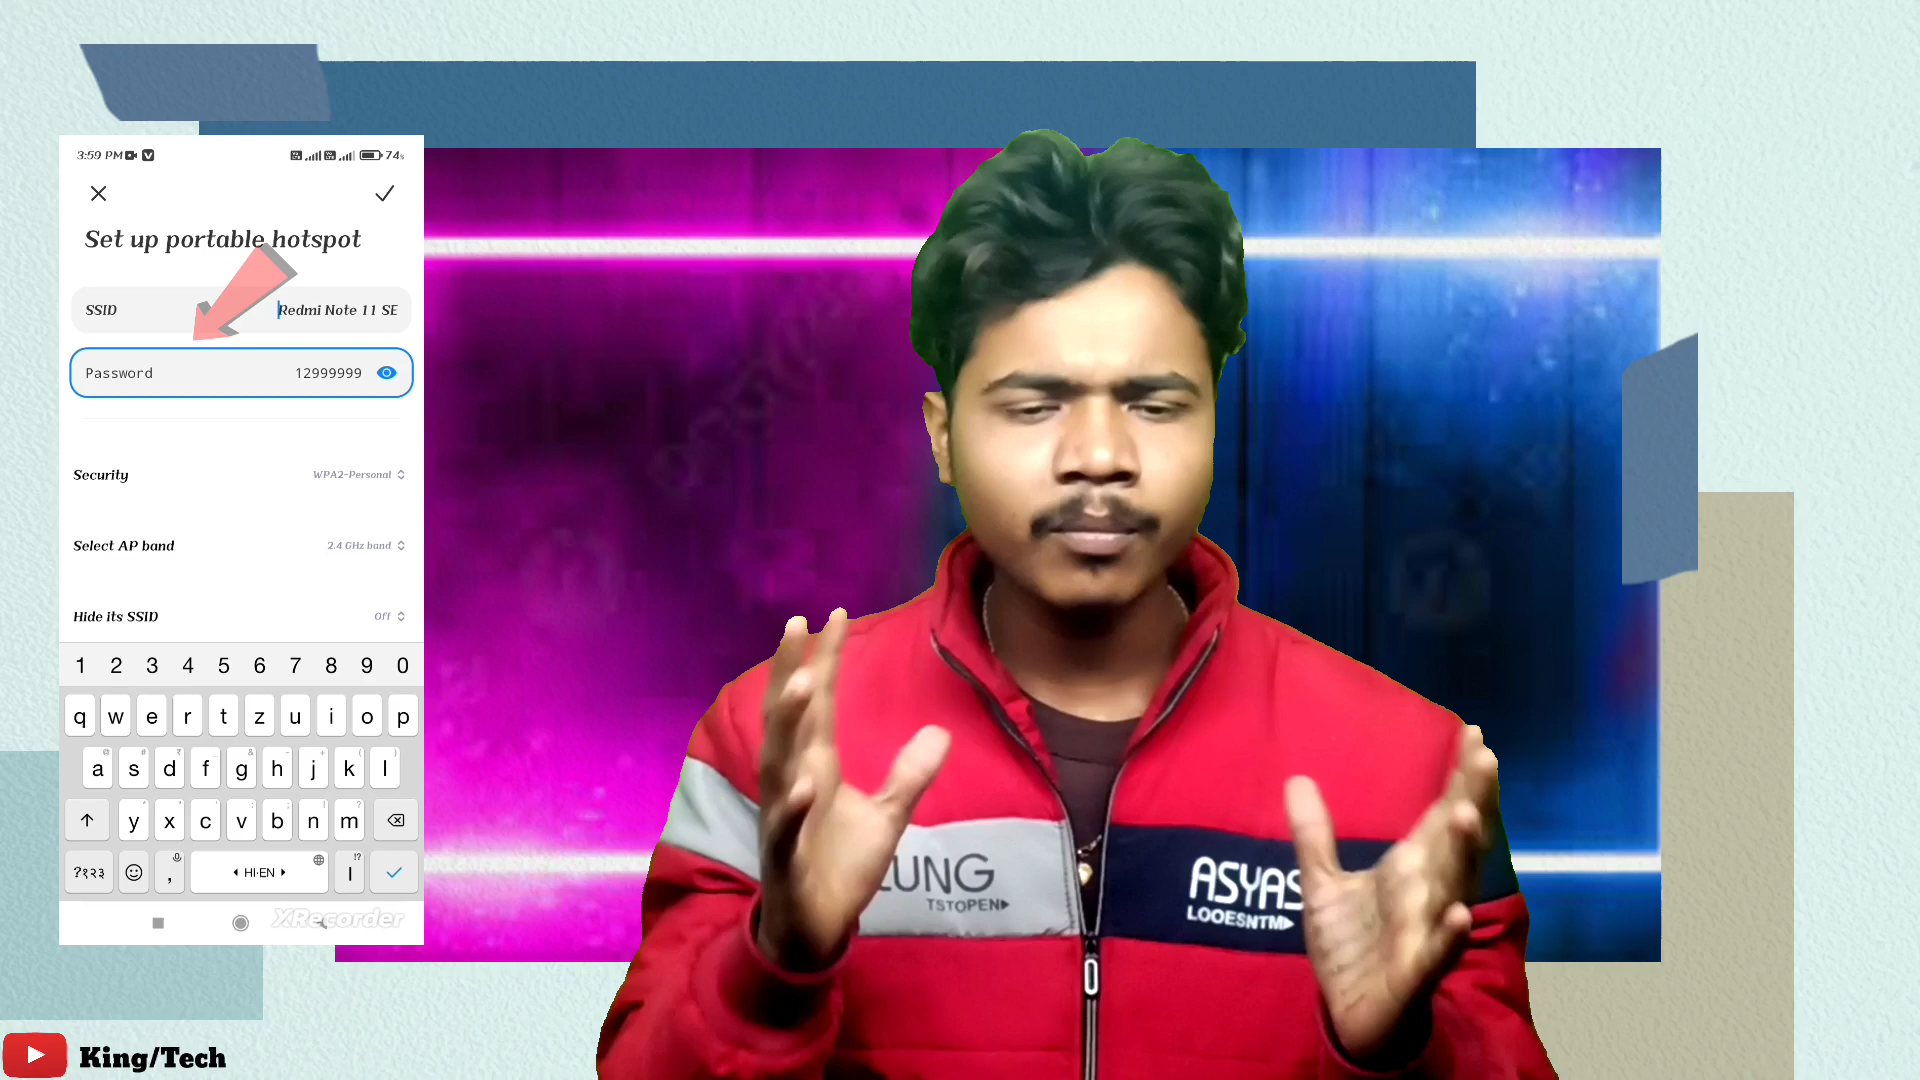 3:59 PM
74%
Set up portable hotspot
SSID Redmi Note 11 SE
Password 12999999
Security WPA2-Personal
Select AP band 2.4 GHz band
Hide its SSID Off
1 2 3 4 5 6 7 8 9 0
q w e r t z u i o p
@ # ₹ _ & - + ( )
a s d f g h j k l
" ' : ; ! ?
y x c v b n m
!?
?१२३ , HI·EN ।
XRecorder
UNG
TSTOPEN
ASYAS
LOOESNTM
King/Tech